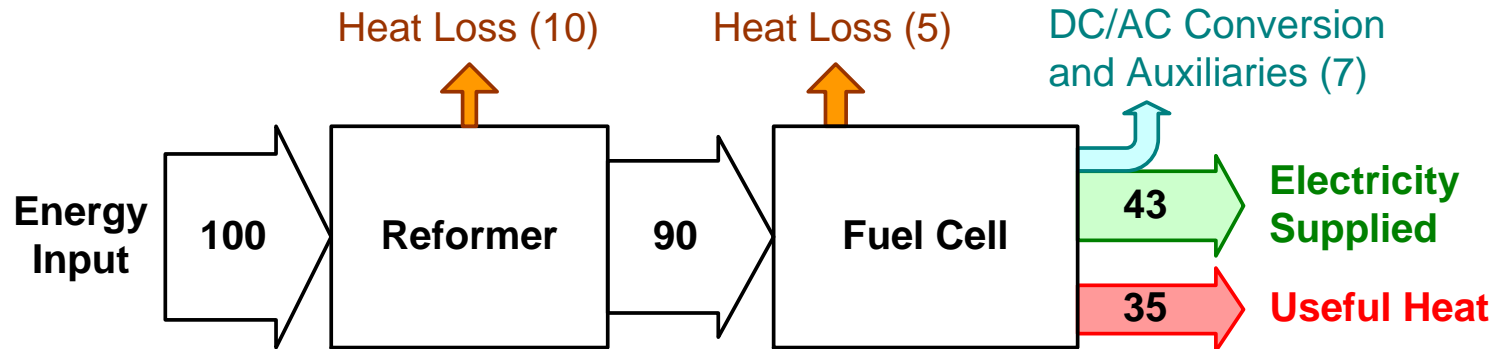 Heat Loss (10)
Heat Loss (5)
DC/AC Conversion
and Auxiliaries (7)
Energy
Input
100
Reformer
90
Fuel Cell
43
Electricity
Supplied
35
Useful Heat